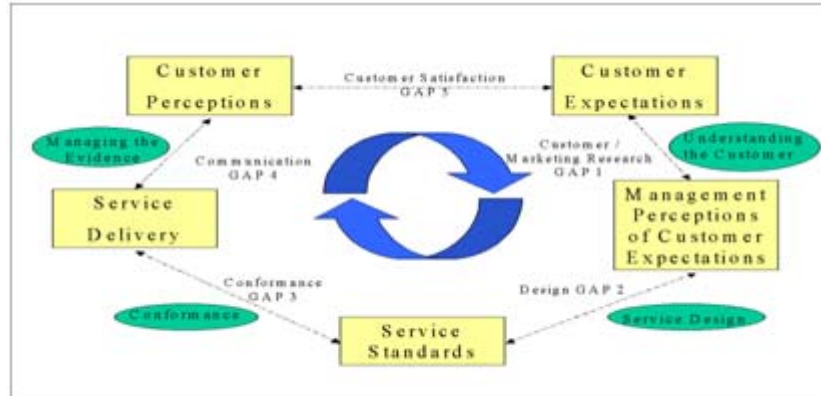 Customer
Perceptions
Customer Satisfaction
GAP 5
Customer
Expectations
Managing the
Evidence
Communication
GAP 4
Customer /
Marketing Research
GAP 1
Understanding
the Customer
Service
Delivery
Management
Perceptions
of Customer
Expectations
Conformance
GAP 3
Design GAP 2
Conformance
Service
Standards
Service Design